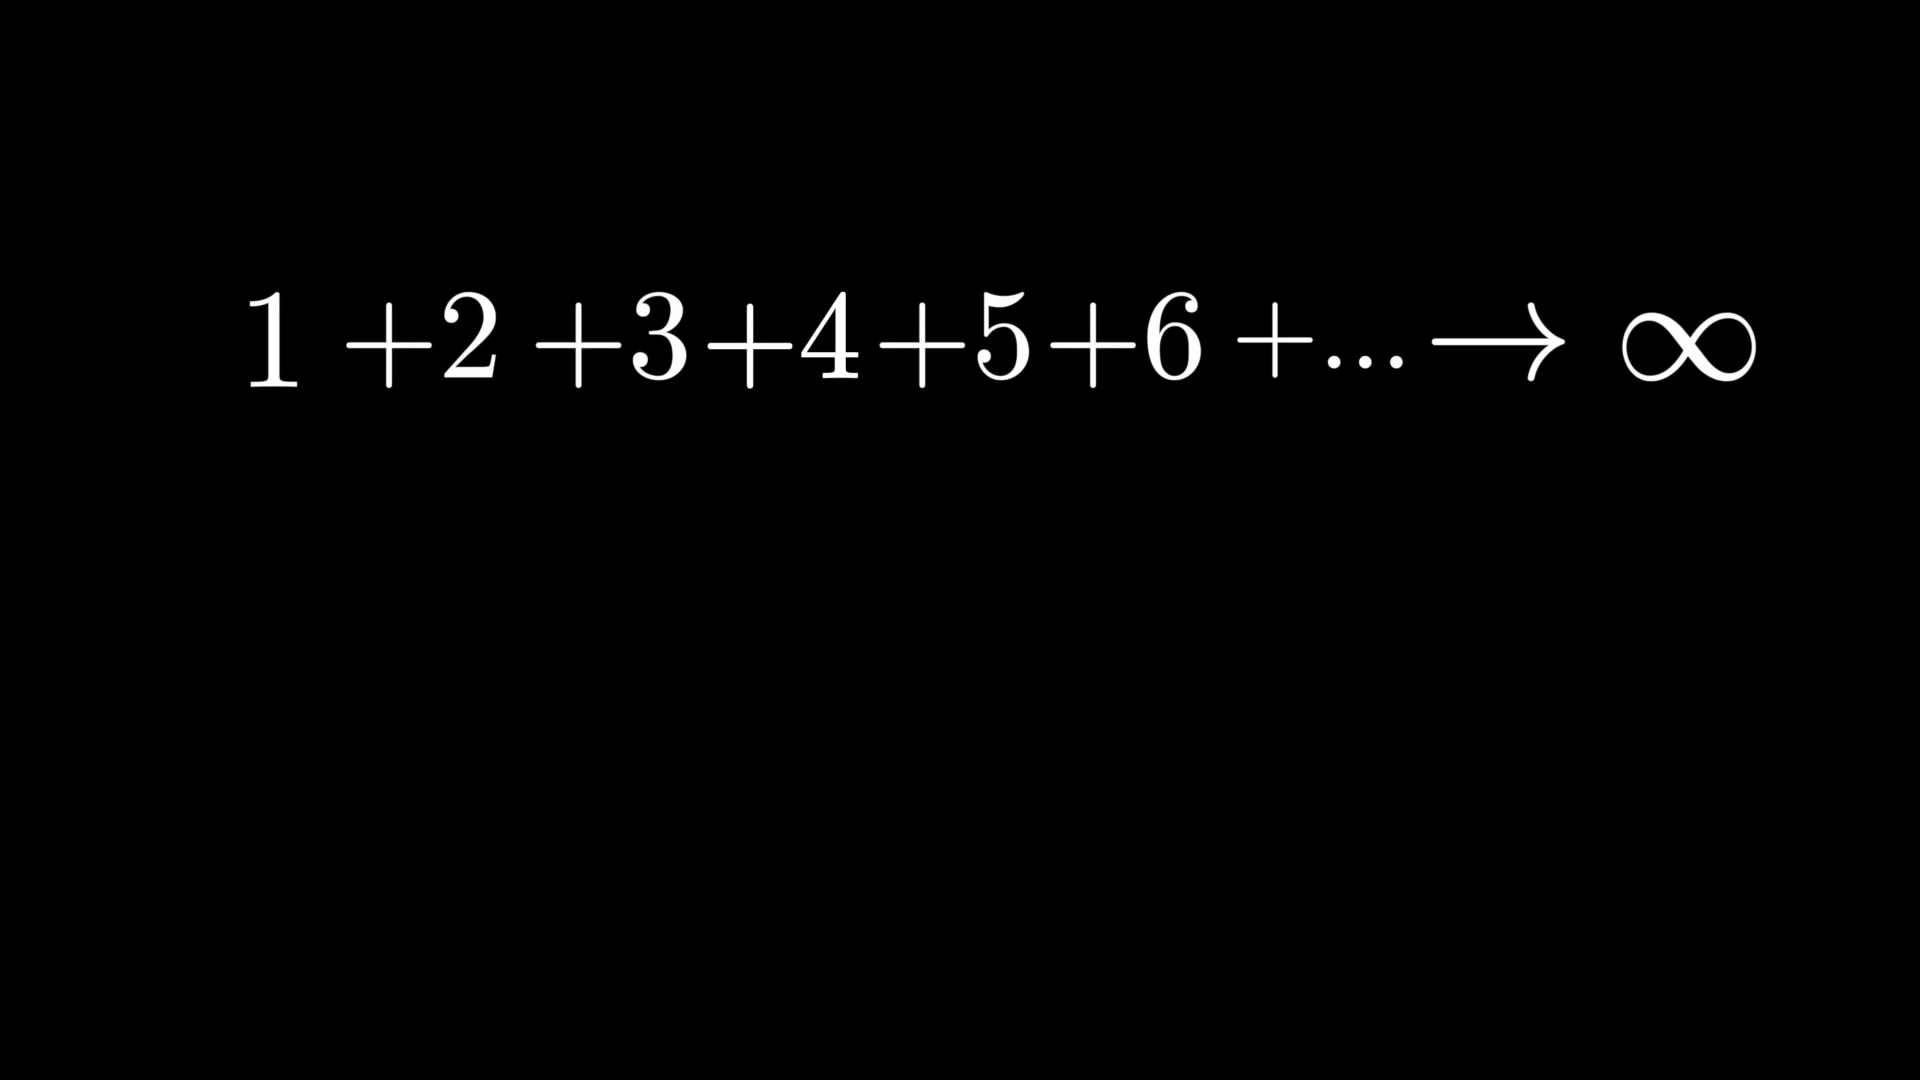 1 +2 +3+4+5+6 +... → ∞